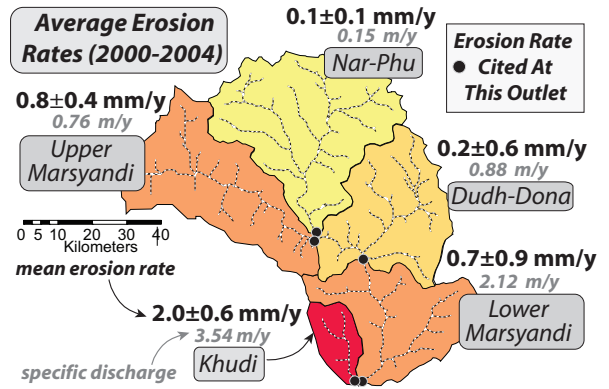 Average Erosion
Rates (2000-2004)
0.1±0.1 mm/y
0.15 m/y
Nar-Phu
Erosion Rate
● Cited At
This Outlet
0.8±0.4 mm/y
0.76 m/y
Upper
Marsyandi
0.2±0.6 mm/y
0.88 m/y
Dudh-Dona
0 5 10 20 30 40
Kilometers
mean erosion rate
0.7±0.9 mm/y
2.12 m/y
Lower
Marsyandi
2.0±0.6 mm/y
3.54 m/y
Khudi
specific discharge